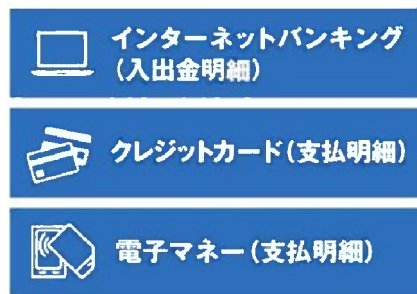 インターネットバンキング
（入出金明細）
クレジットカード（支払明細）
電子マネー（支払明細）